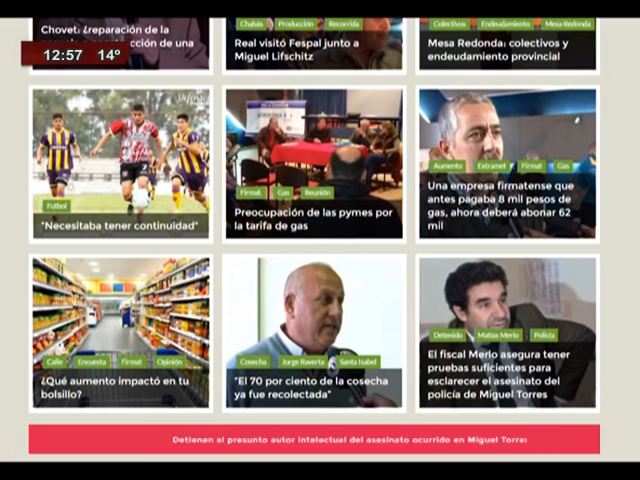 Chovet: ¿reparación de la
cción de una
12:57 14º
Chabás Producción Recorrida
Real visitó Fespal junto a
Miguel Lifschitz
Colectivos Endeudamiento Mesa Redonda
Mesa Redonda: colectivos y
endeudamiento provincial
Futbol
"Necesitaba tener continuidad"
Firmat Gas Reunión
Preocupación de las pymes por
la tarifa de gas
Aumento Extramet Firmat Gas
Una empresa firmatense que
antes pagaba 8 mil pesos de
gas, ahora deberá abonar 62
mil
Calle Encuesta Firmat Opinión
¿Qué aumento impactó en tu
bolsillo?
Cosecha Jorge Raverta Santa Isabel
"El 70 por ciento de la cosecha
ya fue recolectada"
Detenido Matías Merlo Policía
El fiscal Merlo asegura tener
pruebas suficientes para
esclarecer el asesinato del
policía de Miguel Torres
Detienen al presunto autor intelectual del asesinato ocurrido en Miguel Torres